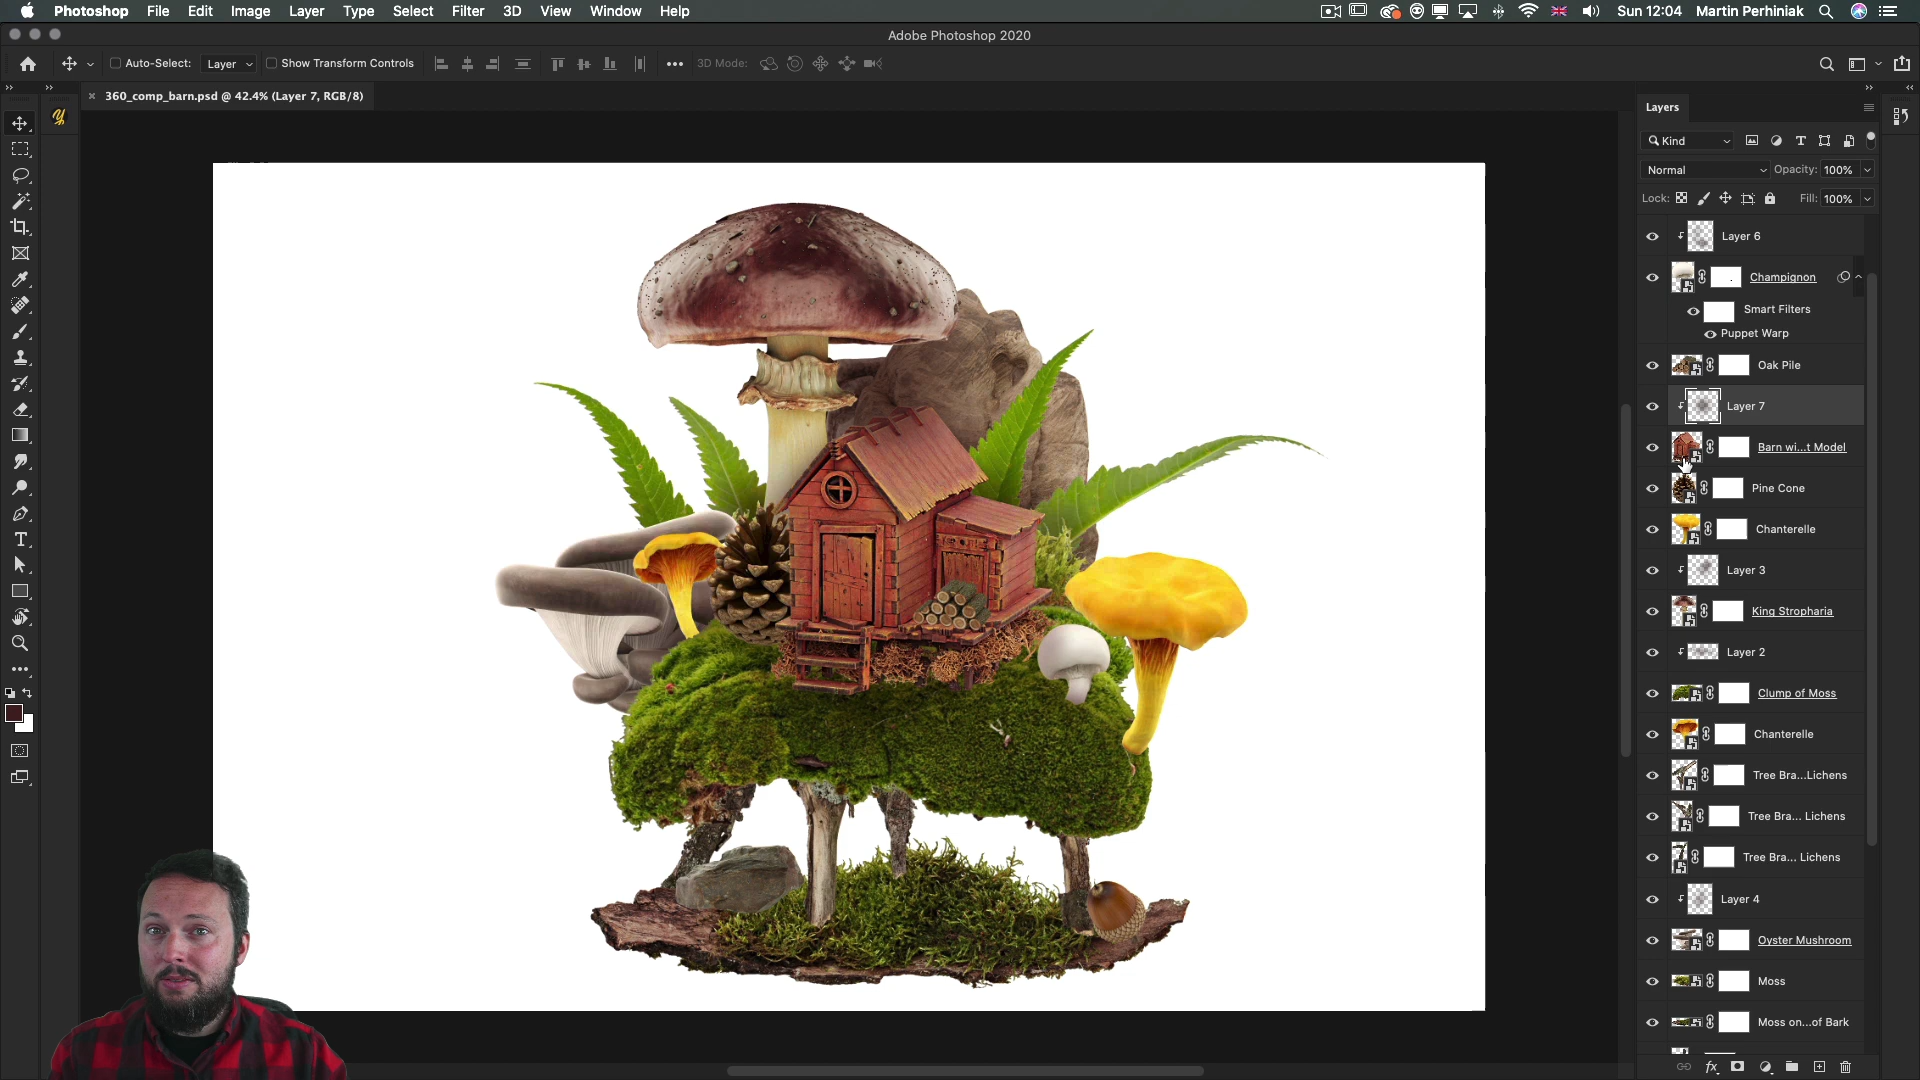 Photoshop File Edit Image Layer Type Select Filter 3D View Window Help Sun 12:04 Martin Perhiniak
Adobe Photoshop 2020
Auto-Select: Layer Show Transform Controls 3D Mode:
360_comp_barn.psd @ 42.4% (Layer 7, RGB/8)
Layers
Kind
Normal Opacity: 100%
Lock: Fill: 100%
Layer 6
Champignon
Smart Filters
Puppet Warp
Oak Pile
Layer 7
Barn wi...t Model
Pine Cone
Chanterelle
Layer 3
King Stropharia
Layer 2
Clump of Moss
Chanterelle
Tree Bra...Lichens
Tree Bra... Lichens
Tree Bra... Lichens
Layer 4
Oyster Mushroom
Moss
Moss on...of Bark
fx